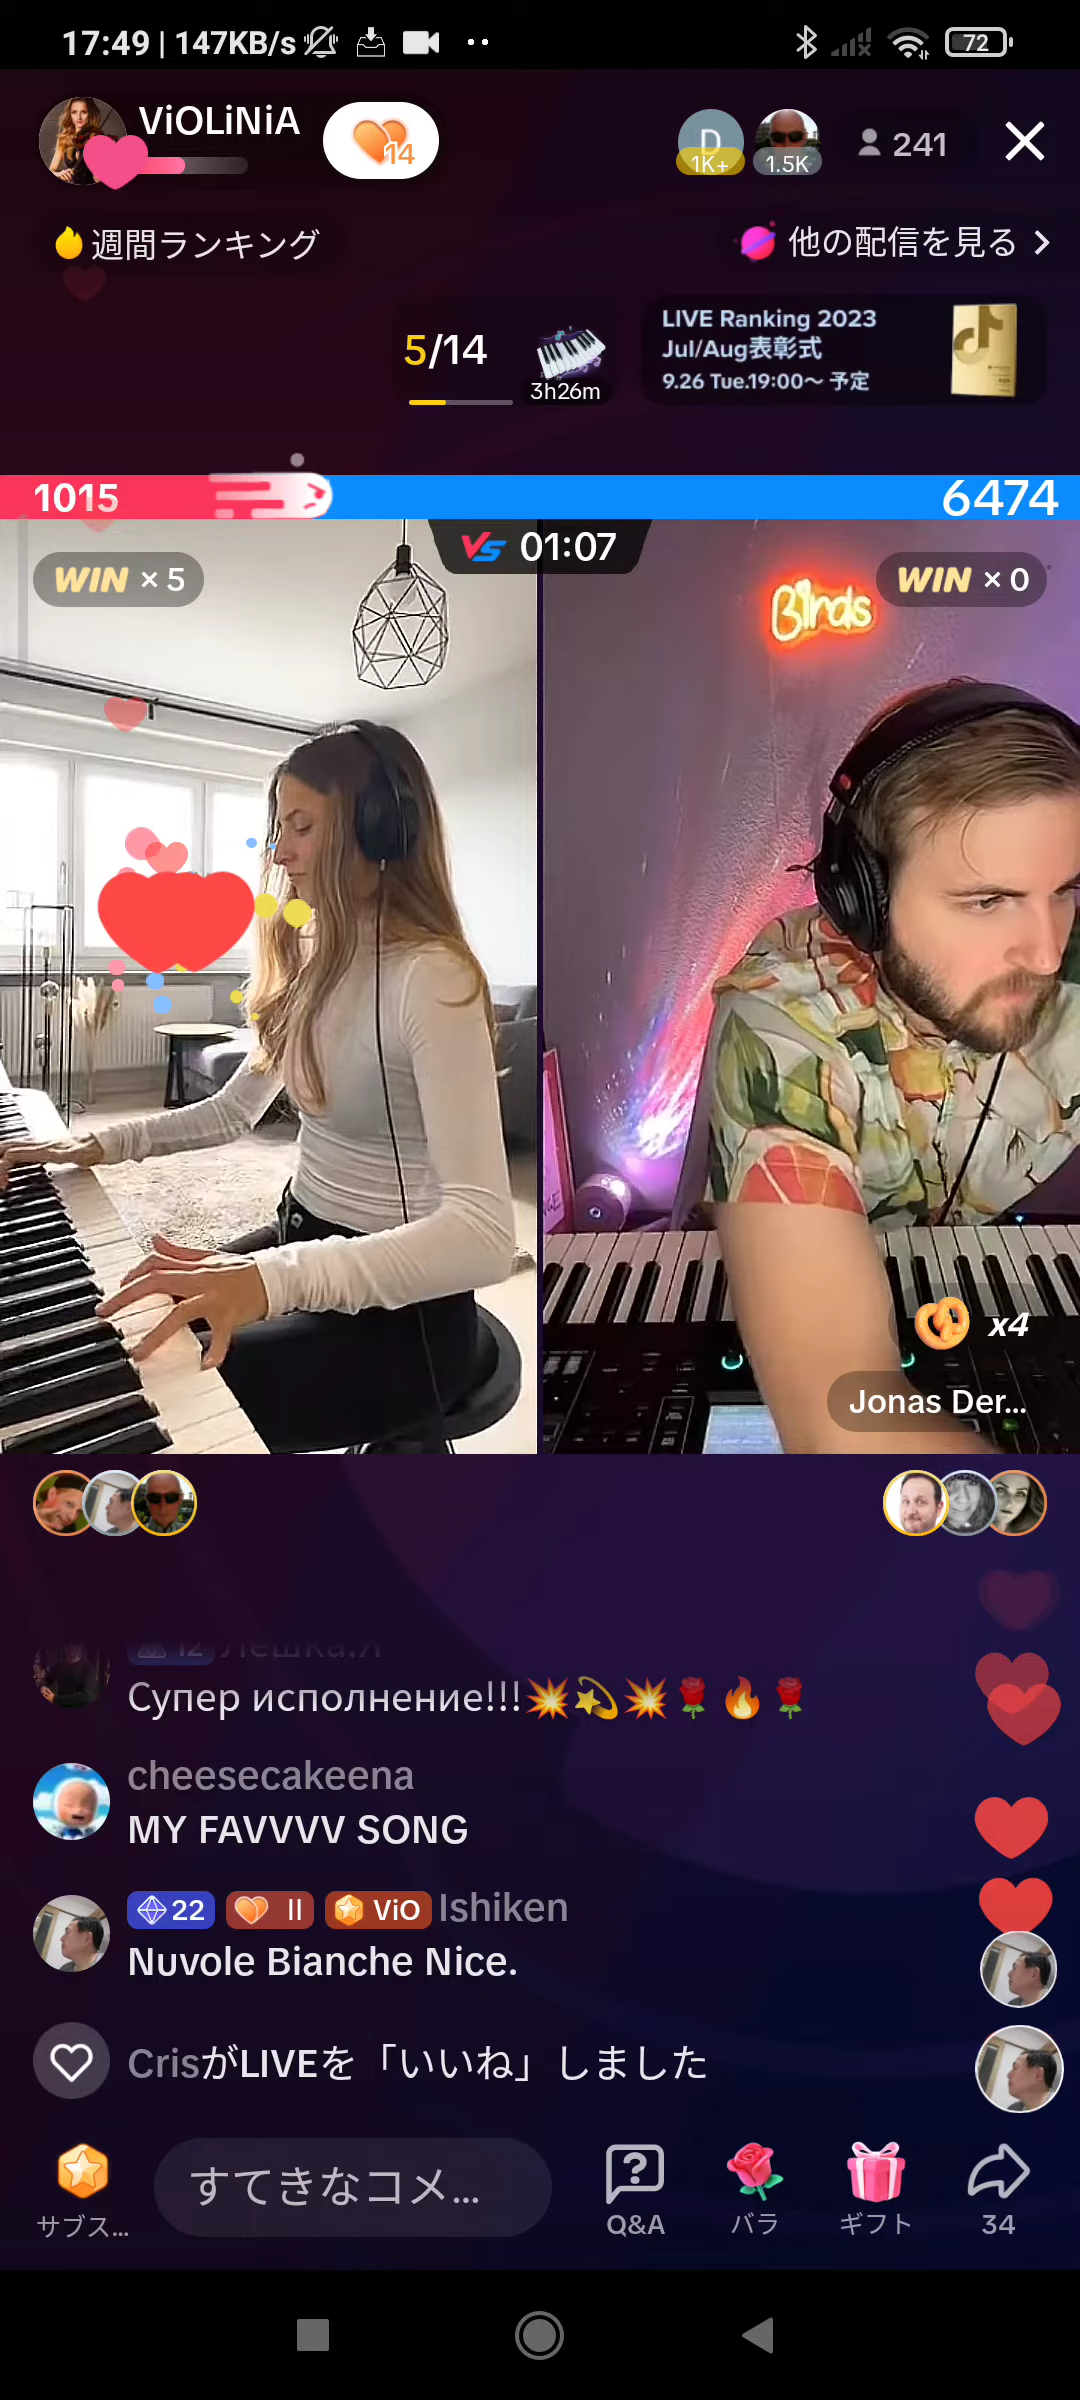 17:49 | 147KB/s
72
ViOLiNiA
14
D
1K+
1.5K
241
週間ランキング
他の配信を見る
5/14
3h26m
LIVE Ranking 2023
Jul/Aug表彰式
9.26 Tue.19:00〜 予定
1015
6474
WIN × 5
VS 01:07
WIN × 0
Birds
x4
Jonas Der...
12 Лешка.Я
Супер исполнение!!!💥💫💥🌹🔥🌹
cheesecakeena
MY FAVVVV SONG
22 II ViO Ishiken
Nuvole Bianche Nice.
CrisがLIVEを「いいね」しました
サブス...
すてきなコメ...
Q&A
バラ
ギフト
34